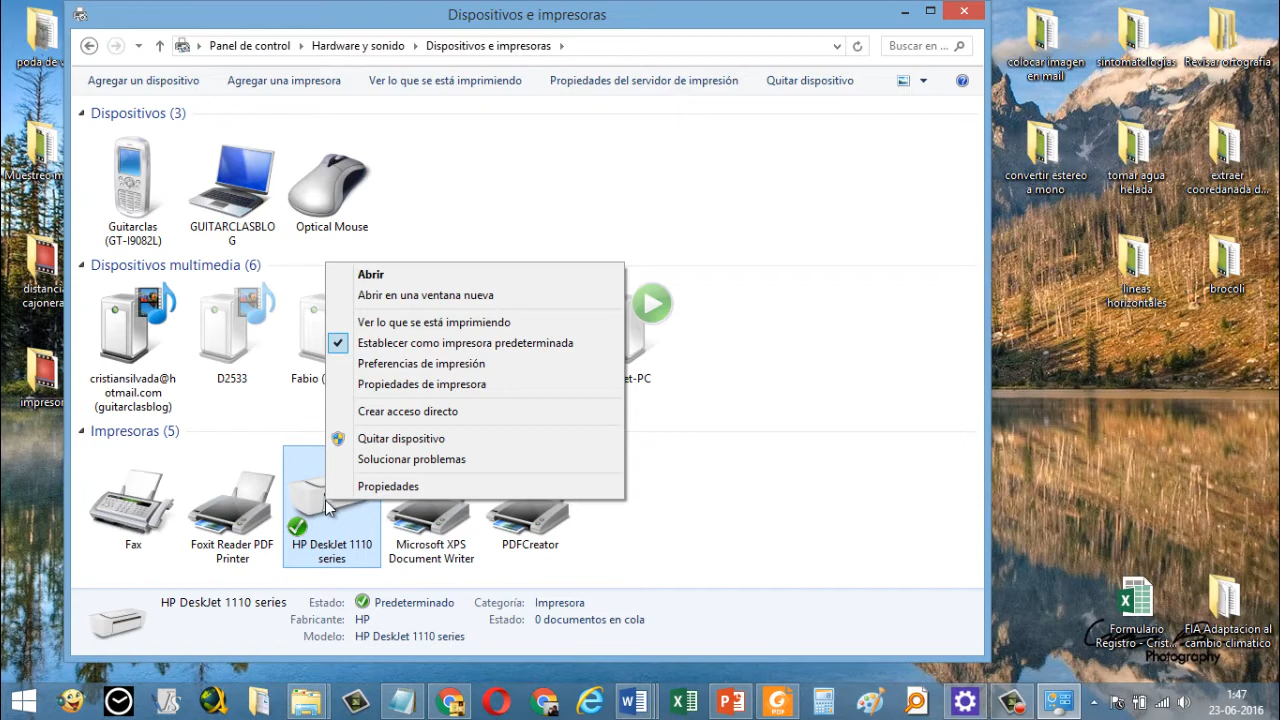 Dispositivos e impresoras
Panel de control
Hardware y sonido
Dispositivos e impresoras
Buscar en ...
Agregar un dispositivo
Agregar una impresora
Ver lo que se está imprimiendo
Propiedades del servidor de impresión
Quitar dispositivo
Dispositivos (3)
Guitarclas
(GT-I9082L)
GUITARCLASBLO
G
Optical Mouse
Dispositivos multimedia (6)
cristiansilvada@h
otmail.com
(guitarclasblog)
D2533
Fabio (
et-PC
Abrir
Abrir en una ventana nueva
Ver lo que se está imprimiendo
Establecer como impresora predeterminada
Preferencias de impresión
Propiedades de impresora
Crear acceso directo
Quitar dispositivo
Solucionar problemas
Propiedades
Impresoras (5)
Fax
Foxit Reader PDF
Printer
HP DeskJet 1110
series
Microsoft XPS
Document Writer
PDFCreator
HP DeskJet 1110 series
Estado:
Predeterminado
Categoría:
Impresora
Fabricante:
HP
Estado:
0 documentos en cola
Modelo:
HP DeskJet 1110 series
poda de v
Muestreo m
distanci
cajonera
impresor
colocar imagen
en mail
sintomatologias
Revisar ortografia
convertir estereo
a mono
tomar agua
helada
extraer
cooredanada d...
lineas
horizontales
brocoli
Formulario
Registro - Crist...
FIA Adaptacion al
cambio climatico
Photography
1:47
23-06-2016